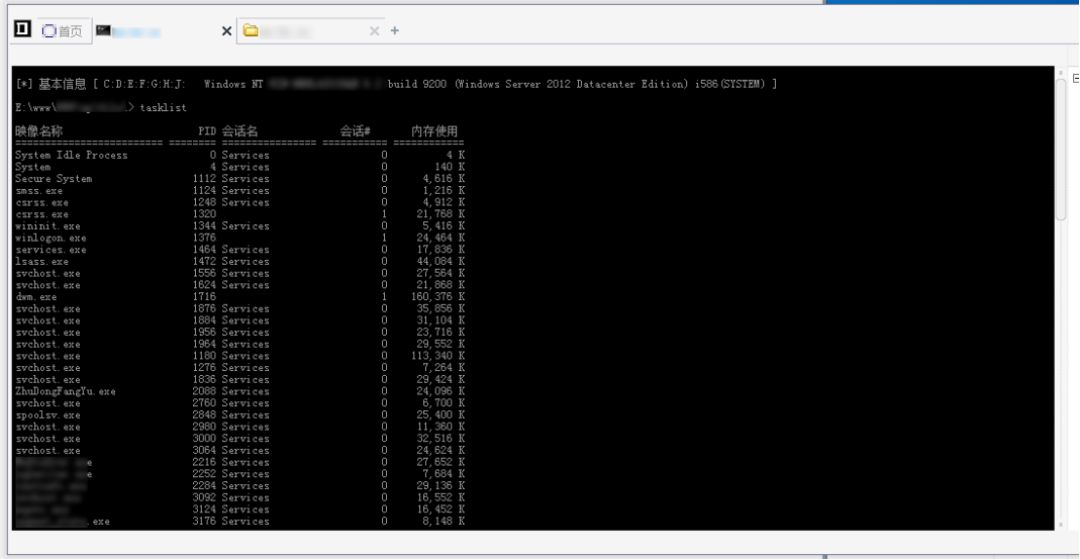 首页
[*] 基本信息 [ C:D:E:F:G:H:J: Windows NT build 9200 (Windows Server 2012 Datacenter Edition) i586(SYSTEM) ]
E:\www\ > tasklist
映像名称 PID 会话名 会话# 内存使用
========================= ======== ================ =========== ============
System Idle Process 0 Services 0 4 K
System 4 Services 0 140 K
Secure System 1112 Services 0 4,616 K
smss.exe 1124 Services 0 1,216 K
csrss.exe 1248 Services 0 4,912 K
csrss.exe 1320 1 21,768 K
wininit.exe 1344 Services 0 5,416 K
winlogon.exe 1376 1 24,464 K
services.exe 1464 Services 0 17,836 K
lsass.exe 1472 Services 0 44,084 K
svchost.exe 1556 Services 0 27,564 K
svchost.exe 1624 Services 0 21,868 K
dwm.exe 1716 1 160,376 K
svchost.exe 1876 Services 0 35,856 K
svchost.exe 1884 Services 0 31,104 K
svchost.exe 1956 Services 0 23,716 K
svchost.exe 1964 Services 0 29,552 K
svchost.exe 1180 Services 0 113,340 K
svchost.exe 1276 Services 0 7,264 K
svchost.exe 1836 Services 0 29,424 K
ZhuDongFangYu.exe 2088 Services 0 24,096 K
svchost.exe 2760 Services 0 6,700 K
spoolsv.exe 2848 Services 0 25,400 K
svchost.exe 2980 Services 0 11,360 K
svchost.exe 3000 Services 0 32,516 K
svchost.exe 3064 Services 0 24,624 K
2216 Services 0 27,652 K
2252 Services 0 7,684 K
2284 Services 0 29,136 K
3092 Services 0 16,552 K
3124 Services 0 16,452 K
.exe 3176 Services 0 8,148 K